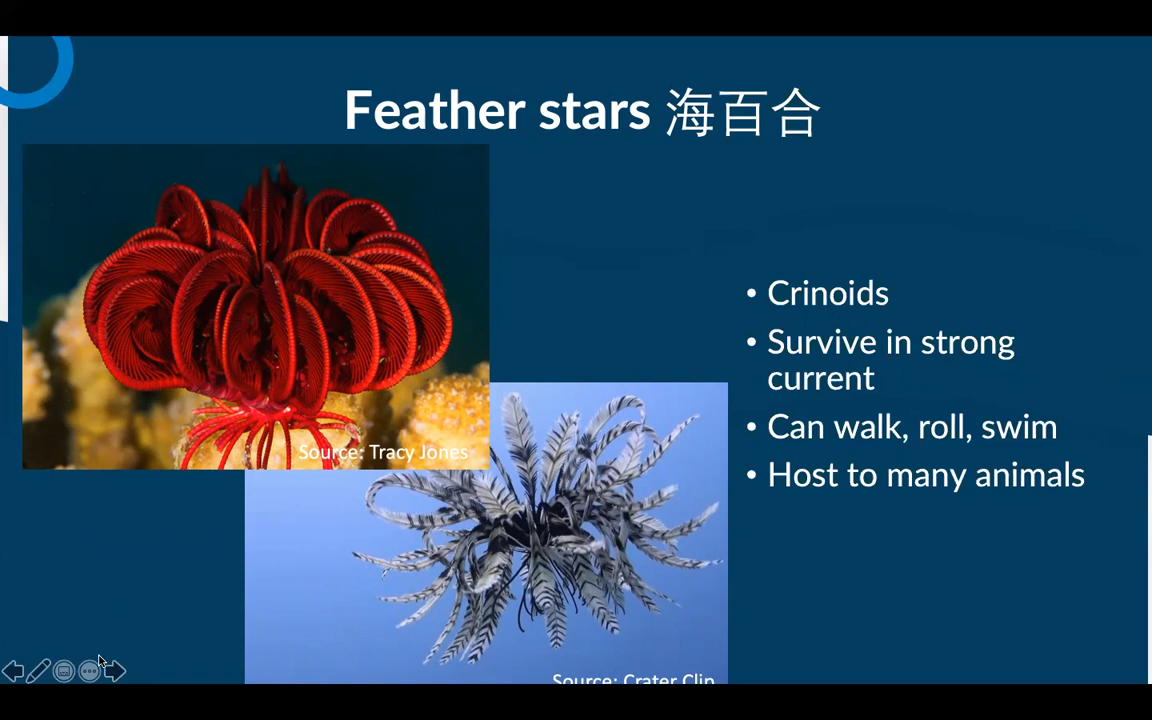 Feather stars 海百合
Source: Tracy Jones
• Crinoids
• Survive in strong
current
• Can walk, roll, swim
• Host to many animals
Source: Crater Clip